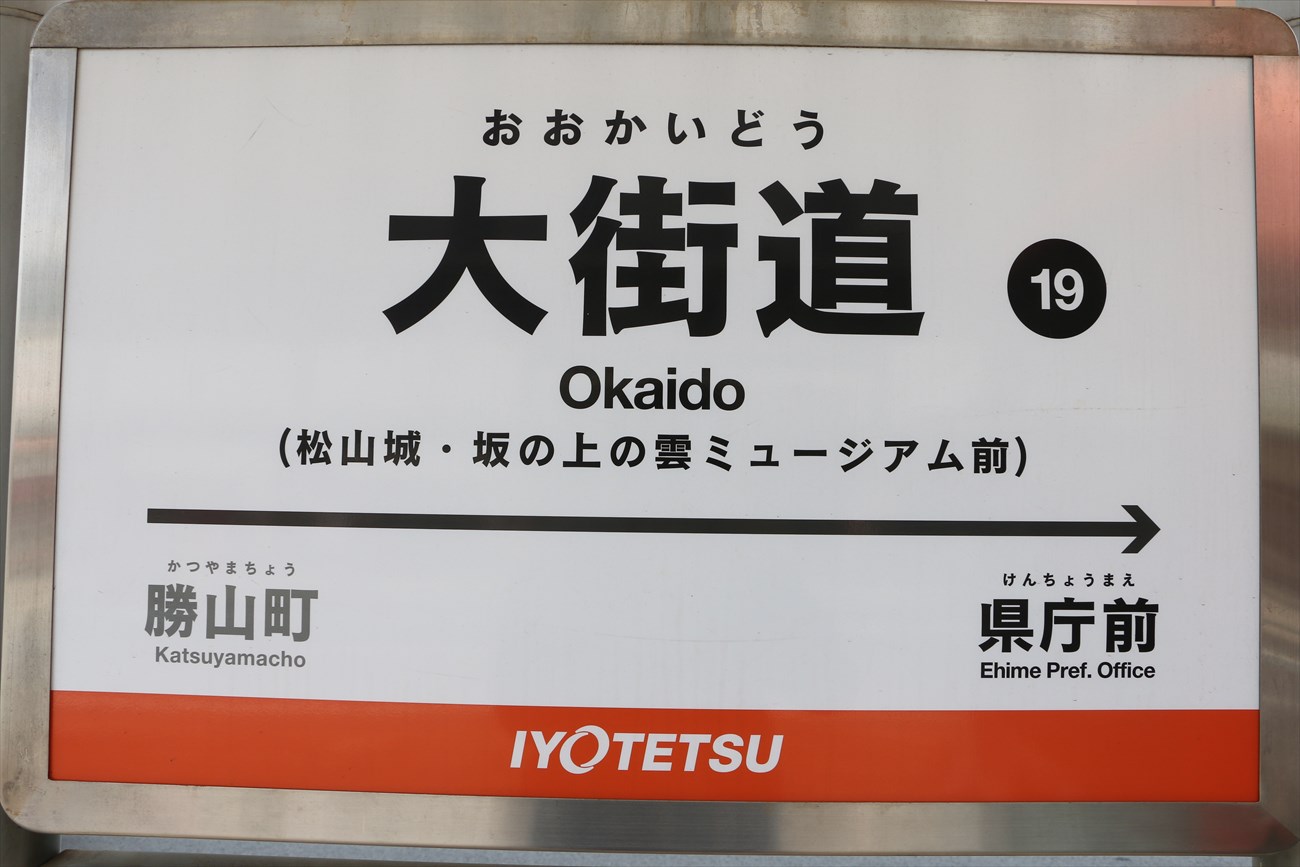 おおかいどう
大街道
19
Okaido
(松山城・坂の上の雲ミュージアム前)
かつやまちょう
勝山町
Katsuyamacho
けんちょうまえ
県庁前
Ehime Pref. Office
IYOTETSU